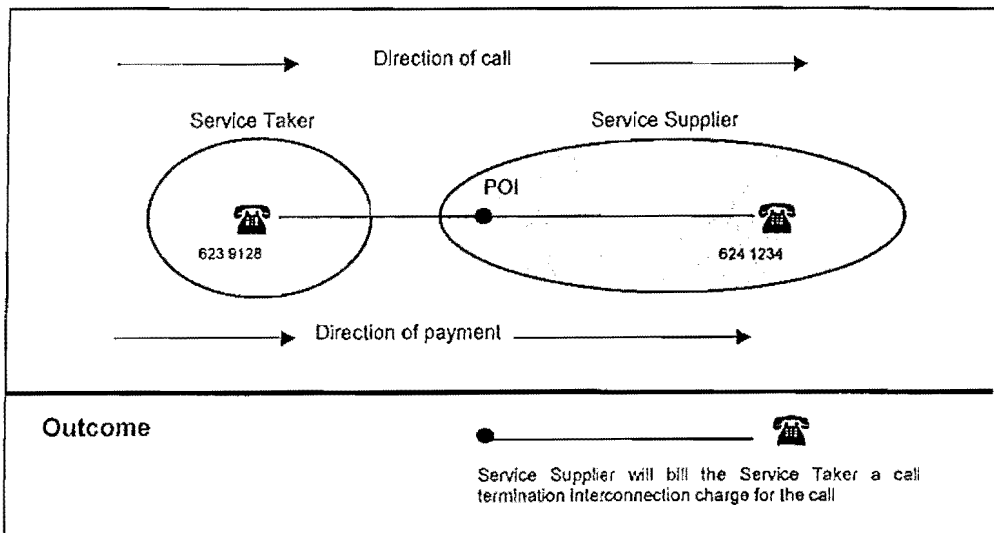 Direction of call
Service Taker
Service Supplier
POI
623 9128
624 1234
Direction of payment
Outcome
Service Supplier will bill the Service Taker a call
termination interconnection charge for the call